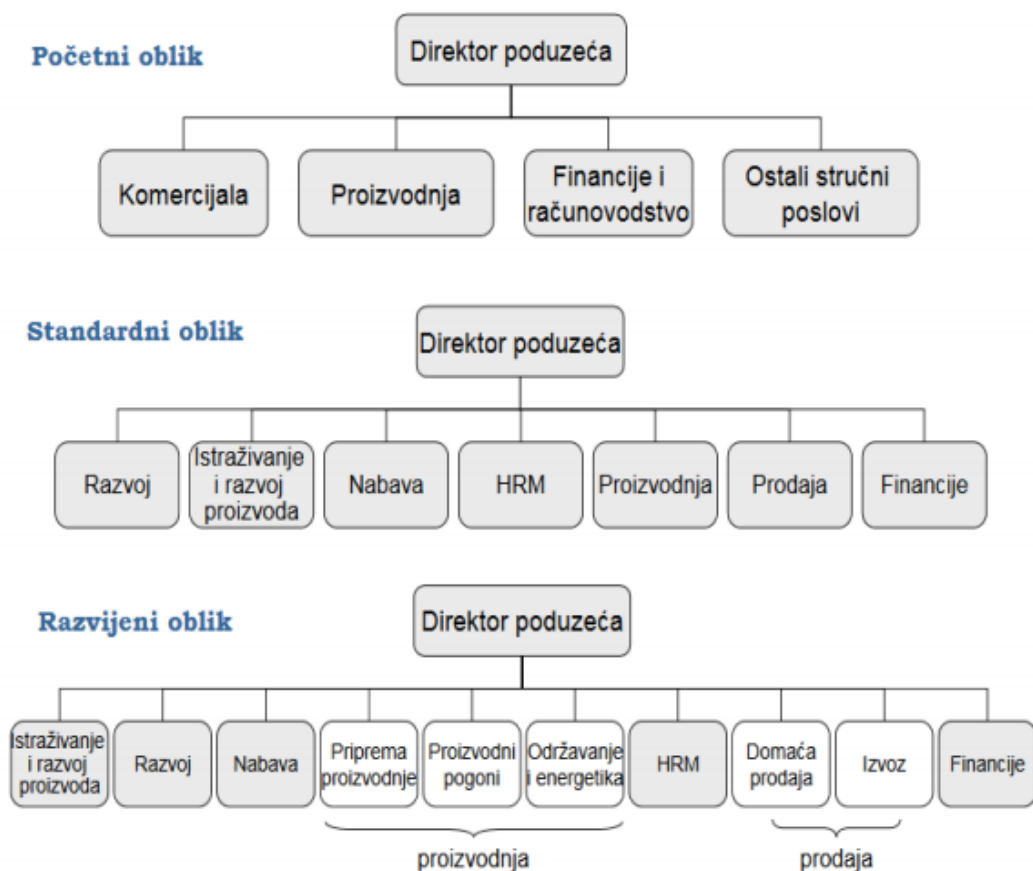 Početni oblik
Direktor poduzeća
Komercijala
Proizvodnja
Financije i
računovodstvo
Ostali stručni
poslovi
Standardni oblik
Direktor poduzeća
Razvoj
Istraživanje
i razvoj
proizvoda
Nabava
HRM
Proizvodnja
Prodaja
Financije
Razvijeni oblik
Direktor poduzeća
Istraživanje
i razvoj
proizvoda
Razvoj
Nabava
Priprema
proizvodnje
Proizvodni
pogoni
Održavanje
i energetika
HRM
Domaća
prodaja
Izvoz
Financije
proizvodnja
prodaja